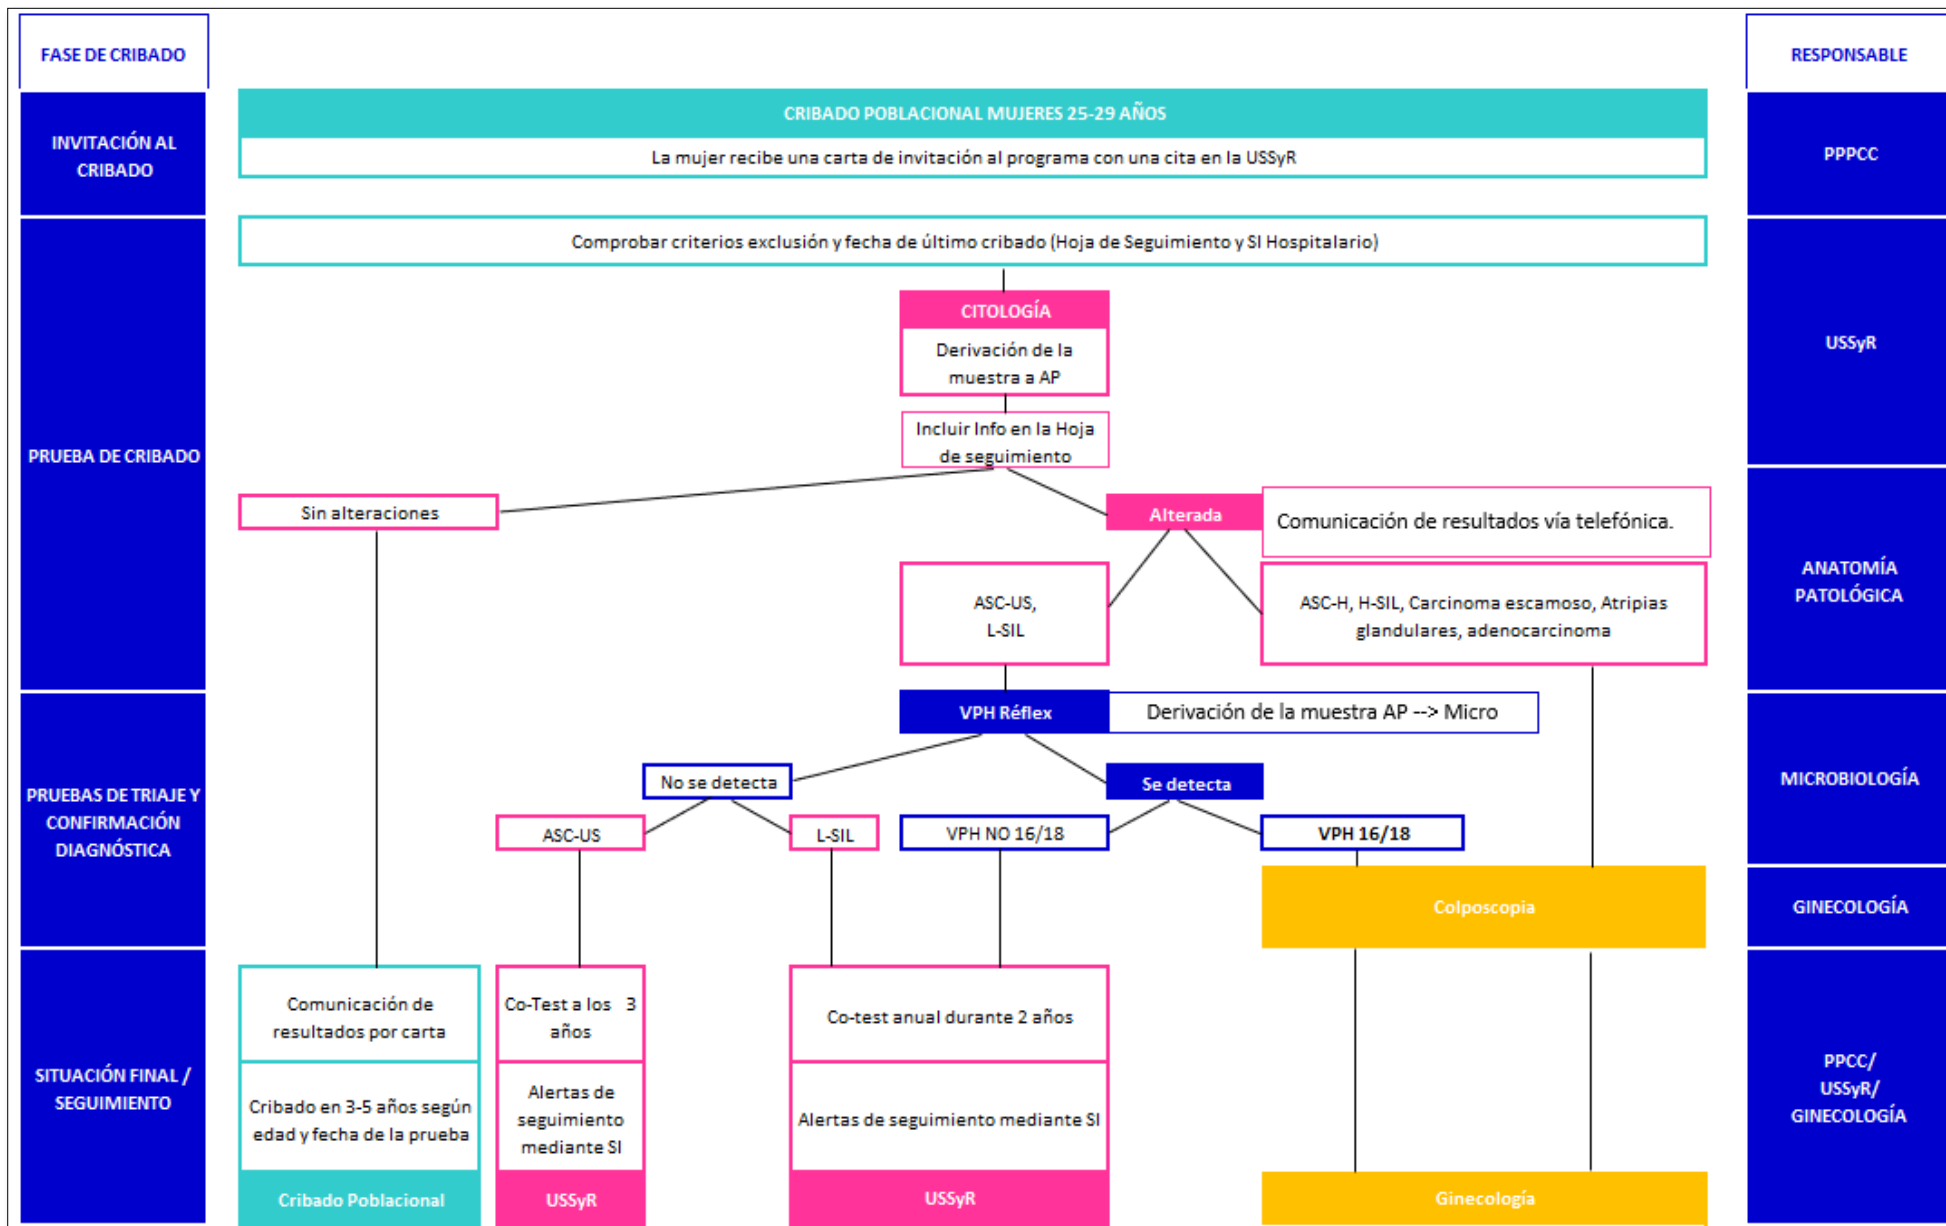 FASE DE CRIBADO
RESPONSABLE
INVITACIÓN AL
CRIBADO
CRIBADO POBLACIONAL MUJERES 25-29 AÑOS
La mujer recibe una carta de invitación al programa con una cita en la USSyR
PPPCC
PRUEBA DE CRIBADO
Comprobar criterios exclusión y fecha de último cribado (Hoja de Seguimiento y SI Hospitalario)
USSyR
CITOLOGÍA
Derivación de la
muestra a AP
Incluir Info en la Hoja
de seguimiento
Sin alteraciones
Alterada
Comunicación de resultados vía telefónica.
ANATOMÍA
PATOLÓGICA
ASC-US,
L-SIL
ASC-H, H-SIL, Carcinoma escamoso, Atripias
glandulares, adenocarcinoma
PRUEBAS DE TRIAJE Y
CONFIRMACIÓN
DIAGNÓSTICA
VPH Réflex
Derivación de la muestra AP --> Micro
MICROBIOLOGÍA
No se detecta
Se detecta
ASC-US
L-SIL
VPH NO 16/18
VPH 16/18
Colposcopia
GINECOLOGÍA
SITUACIÓN FINAL /
SEGUIMIENTO
Comunicación de
resultados por carta
Co-Test a los 3
años
Co-test anual durante 2 años
PPCC/
USSyR/
GINECOLOGÍA
Cribado en 3-5 años según
edad y fecha de la prueba
Alertas de
seguimiento
mediante SI
Alertas de seguimiento mediante SI
Cribado Poblacional
USSyR
USSyR
Ginecología